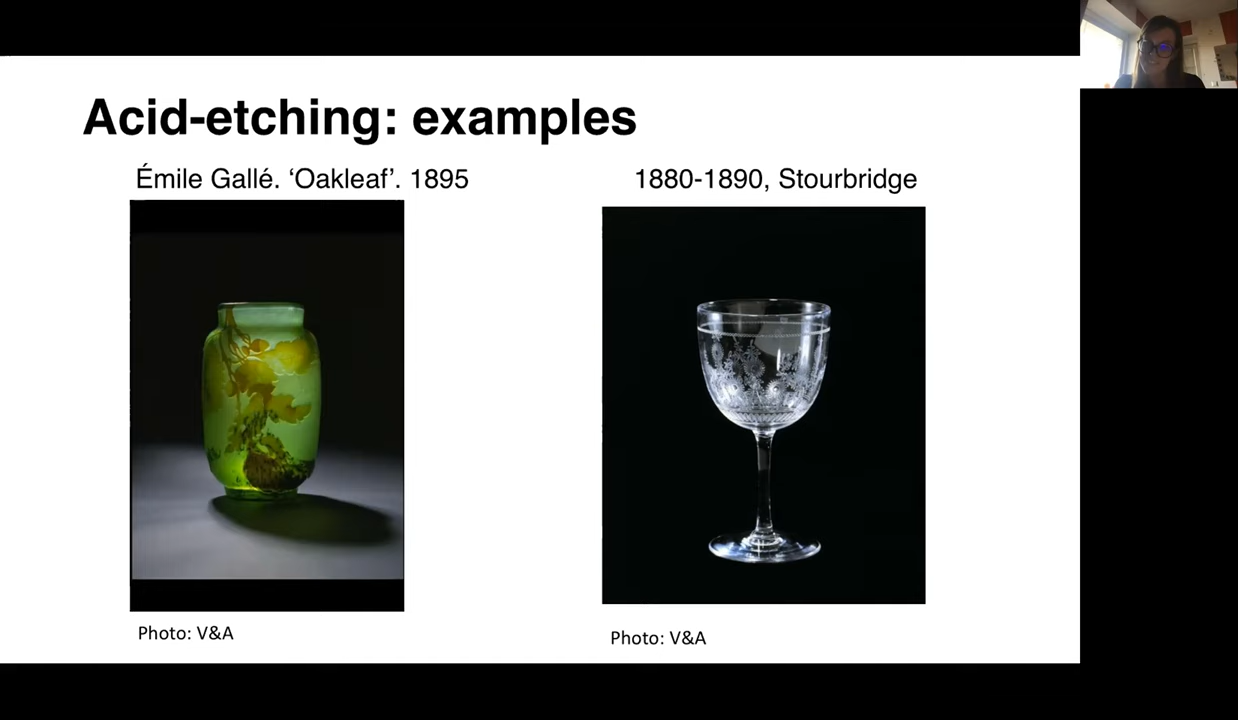 Acid-etching: examples
Émile Gallé. ‘Oakleaf’. 1895
1880-1890, Stourbridge
Photo: V&A
Photo: V&A